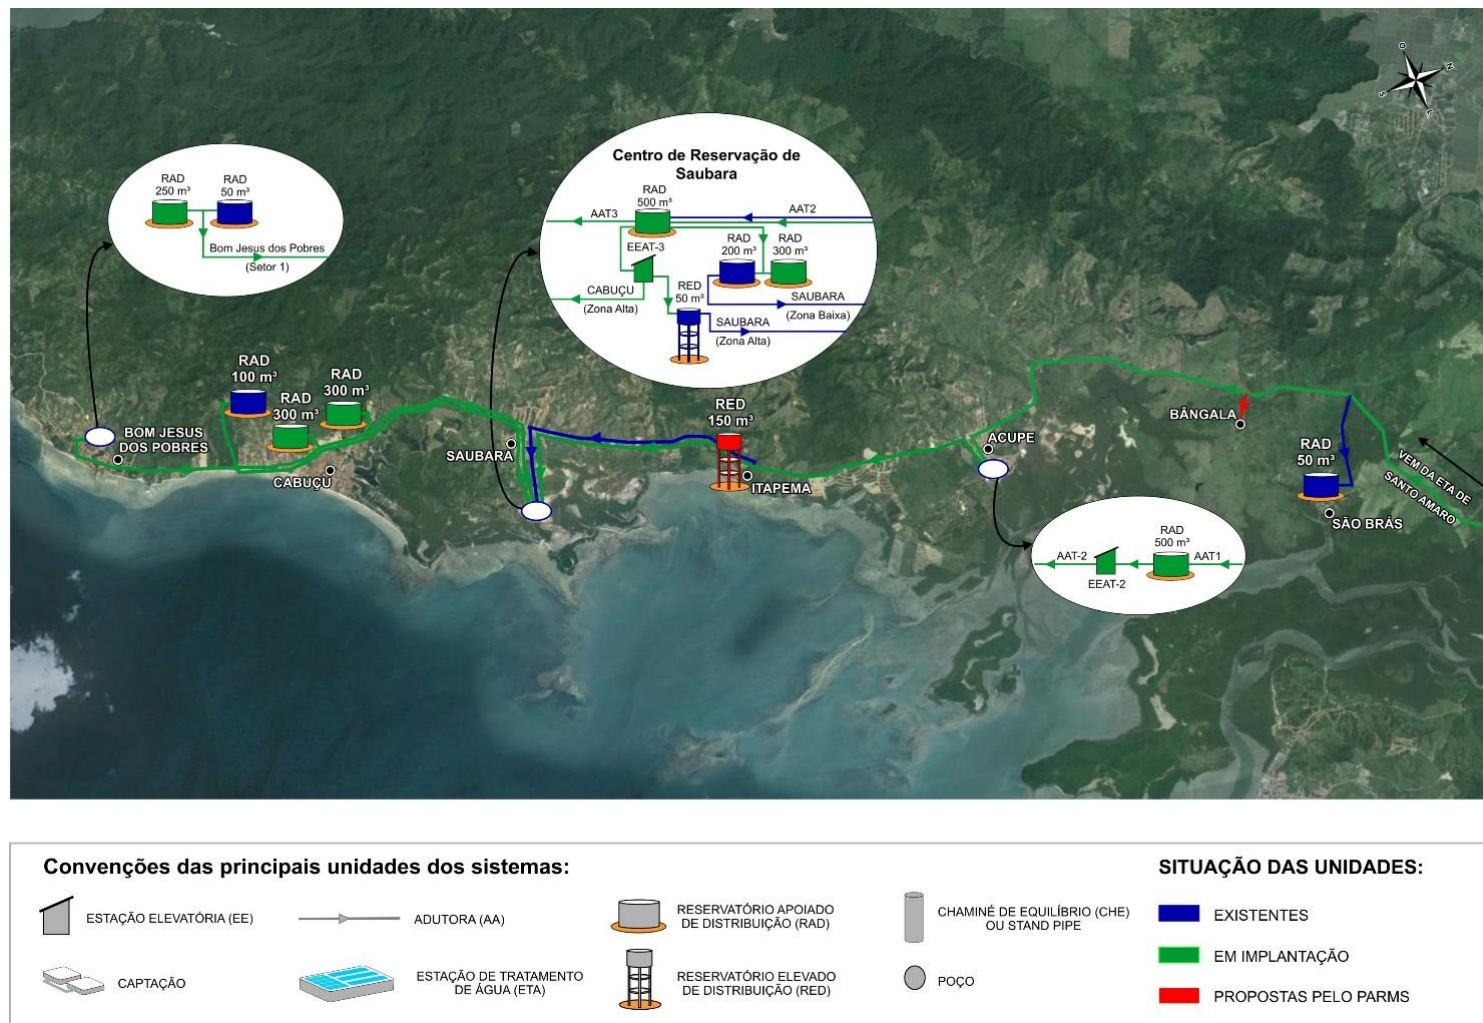 O
N
S
L
Centro de Reservação de
Saubara
RAD
500 m³
AAT3
AAT2
EEAT-3
RAD
200 m³
RAD
300 m³
CABUÇU
(Zona Alta)
RED
50 m³
SAUBARA
(Zona Baixa)
SAUBARA
(Zona Alta)
RAD
250 m³
RAD
50 m³
Bom Jesus dos Pobres
(Setor 1)
RAD
100 m³
RAD
300 m³
RAD
300 m³
BOM JESUS
DOS POBRES
CABUÇU
SAUBARA
RED
150 m³
ITAPEMA
ACUPE
BÂNGALA
RAD
50 m³
SÃO BRÁS
VEM DA ETA DE
SANTO AMARO
RAD
500 m³
AAT-2
AAT1
EEAT-2
Convenções das principais unidades dos sistemas:
ESTAÇÃO ELEVATÓRIA (EE)
ADUTORA (AA)
RESERVATÓRIO APOIADO
DE DISTRIBUIÇÃO (RAD)
CHAMINÉ DE EQUILÍBRIO (CHE)
OU STAND PIPE
CAPTAÇÃO
ESTAÇÃO DE TRATAMENTO
DE ÁGUA (ETA)
RESERVATÓRIO ELEVADO
DE DISTRIBUIÇÃO (RED)
POÇO
SITUAÇÃO DAS UNIDADES:
EXISTENTES
EM IMPLANTAÇÃO
PROPOSTAS PELO PARMS